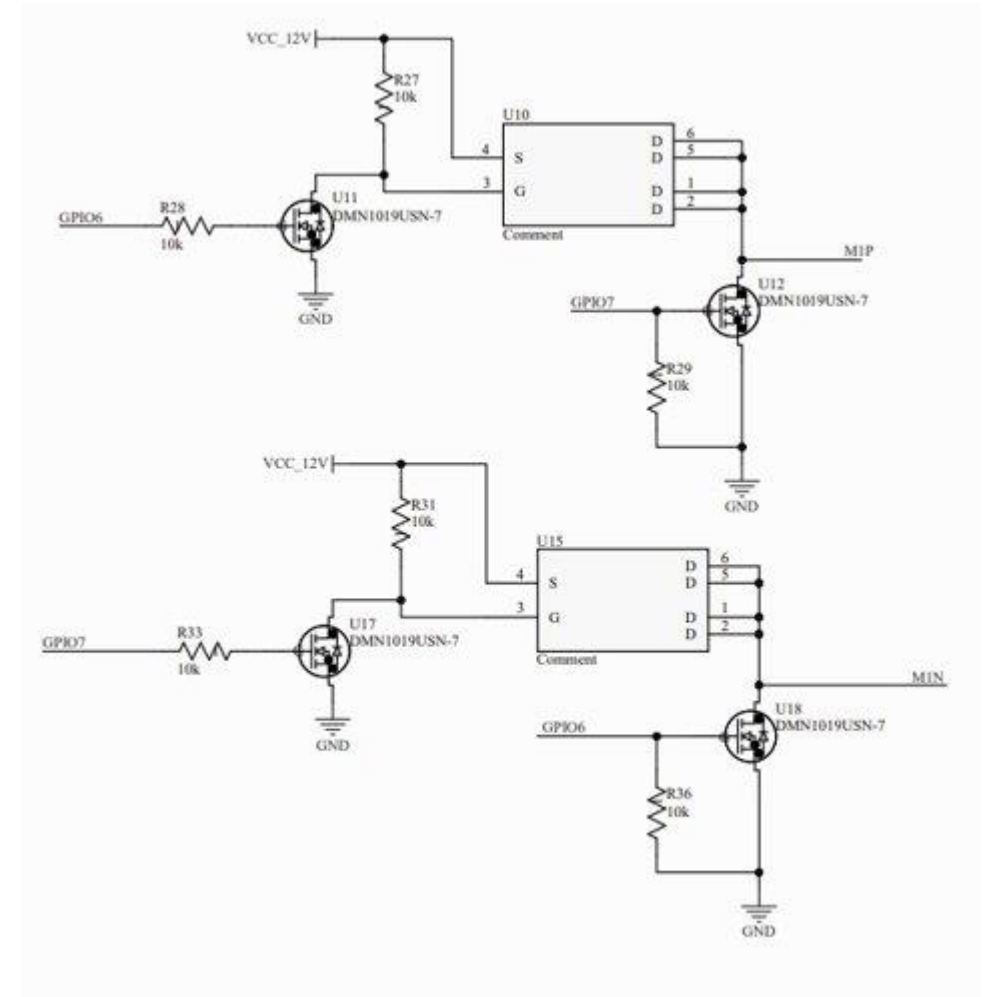 VCC_12V
R27
10k
U10
4
S
3
G
D
6
D
5
D
1
D
2
Comment
U11
DMN1019USN-7
GPIO6
R28
10k
GND
M1P
U12
DMN1019USN-7
GPIO7
R29
10k
GND
VCC_12V
R31
10k
U15
4
S
3
G
D
6
D
5
D
1
D
2
Comment
U17
DMN1019USN-7
GPIO7
R33
10k
GND
M1N
U18
DMN1019USN-7
GPIO6
R36
10k
GND